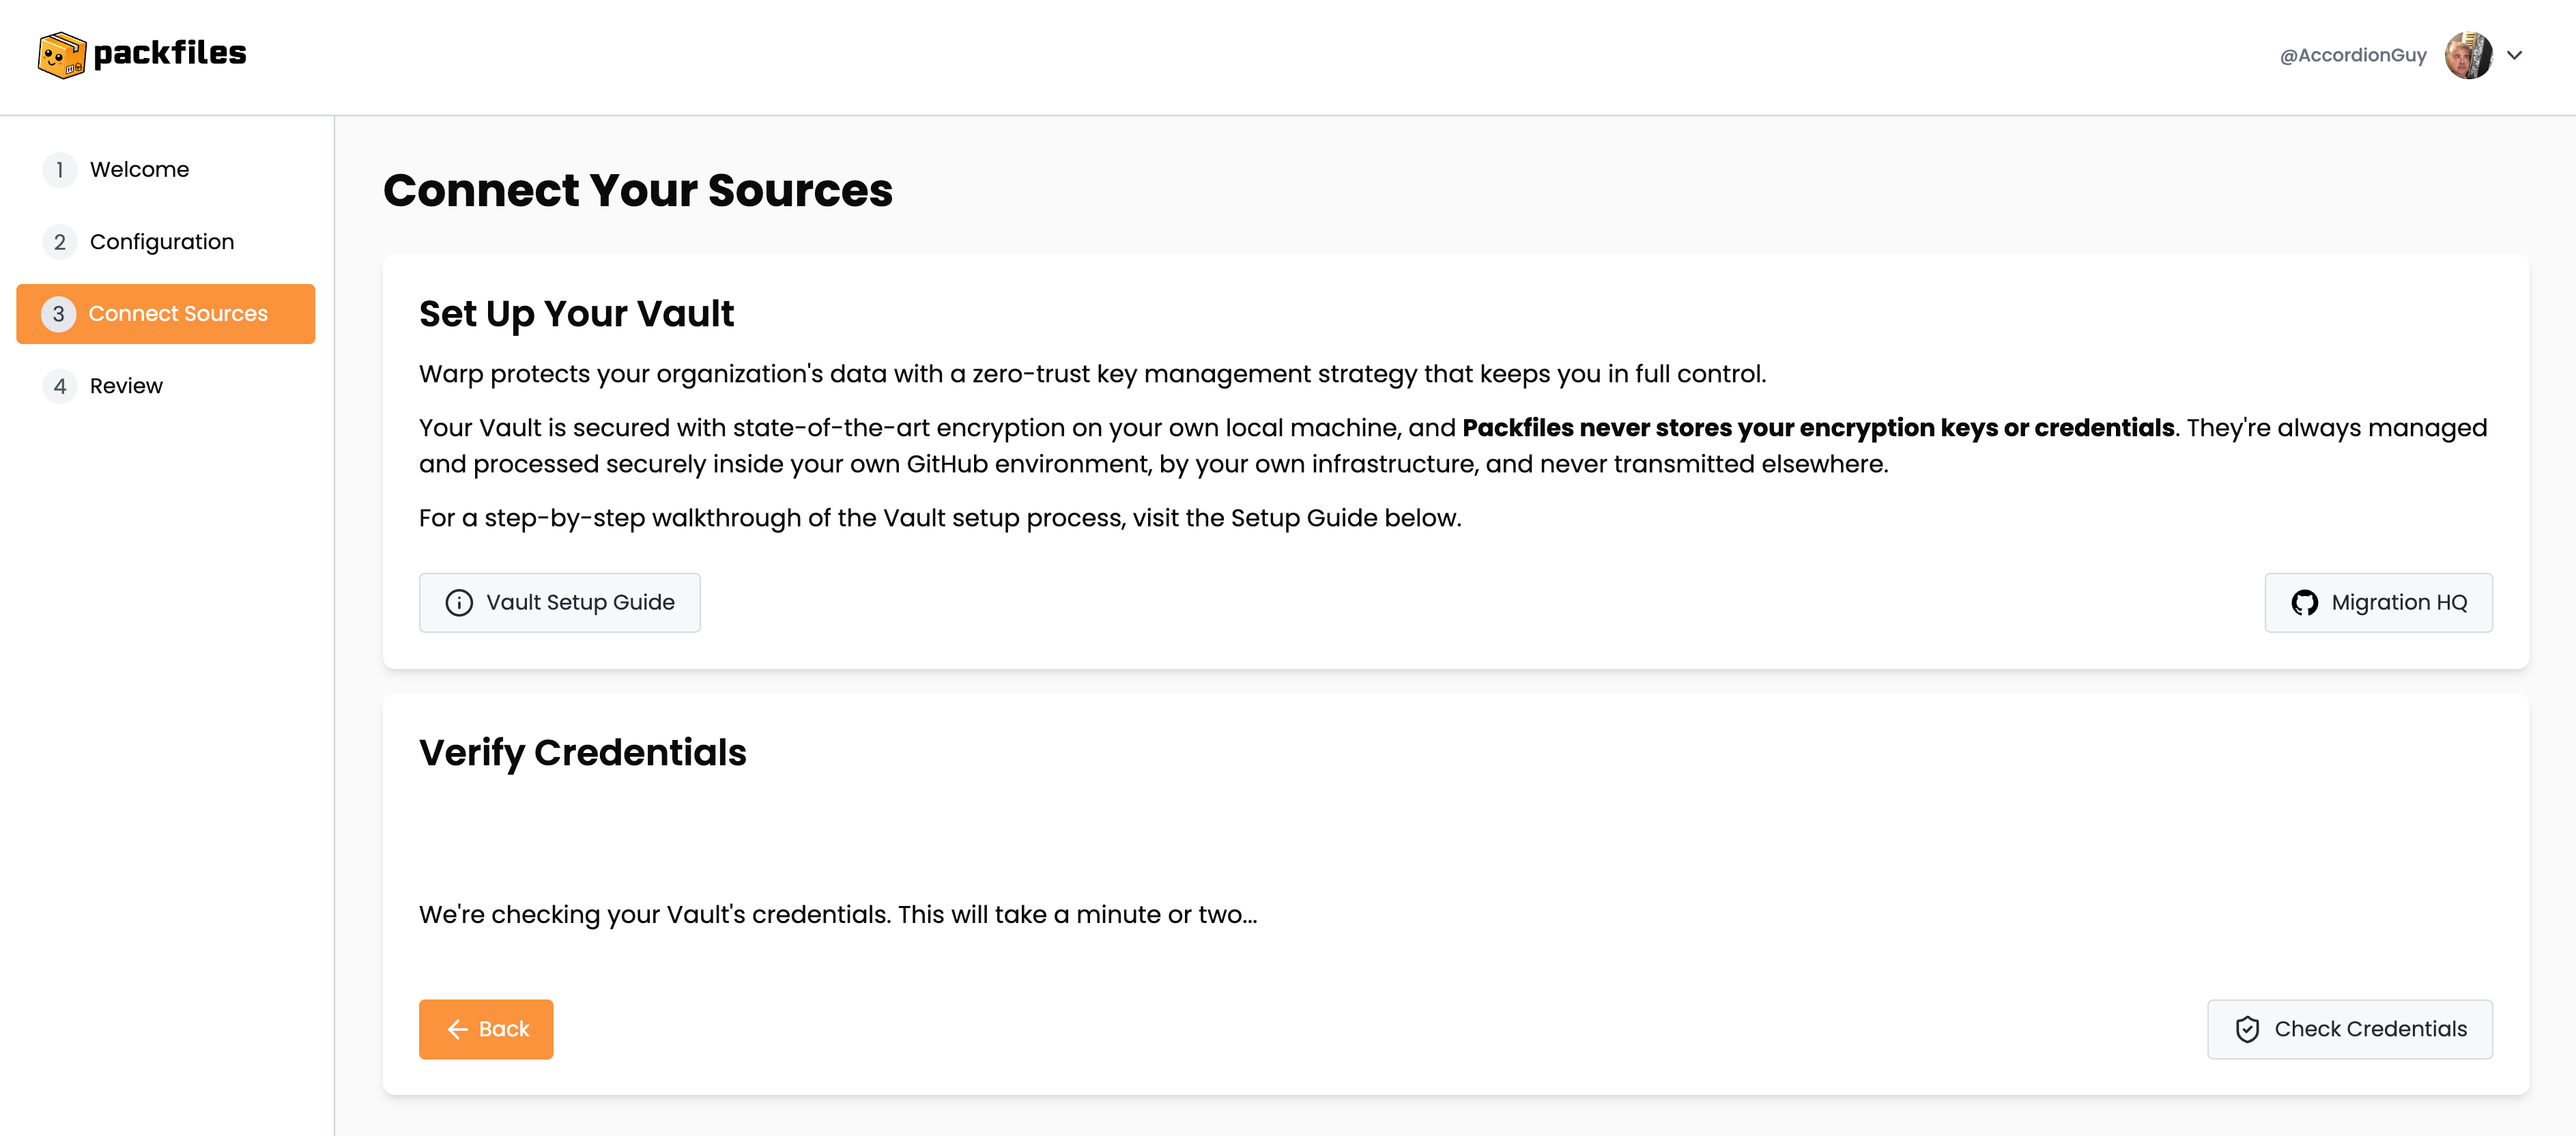 packfiles
@AccordionGuy
1 Welcome
2 Configuration
3 Connect Sources
4 Review
Connect Your Sources
Set Up Your Vault
Warp protects your organization's data with a zero-trust key management strategy that keeps you in full control.
Your Vault is secured with state-of-the-art encryption on your own local machine, and Packfiles never stores your encryption keys or credentials. They're always managed
and processed securely inside your own GitHub environment, by your own infrastructure, and never transmitted elsewhere.
For a step-by-step walkthrough of the Vault setup process, visit the Setup Guide below.
Vault Setup Guide
Migration HQ
Verify Credentials
We're checking your Vault's credentials. This will take a minute or two...
Back
Check Credentials